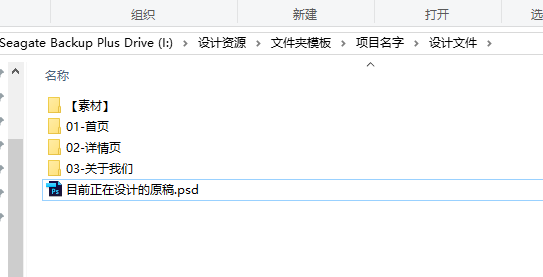 组织 新建 打开 选
Seagate Backup Plus Drive (I:) > 设计资源 > 文件夹模板 > 项目名字 > 设计文件 >
名称
【素材】
01-首页
02-详情页
03-关于我们
Ps 目前正在设计的原稿.psd